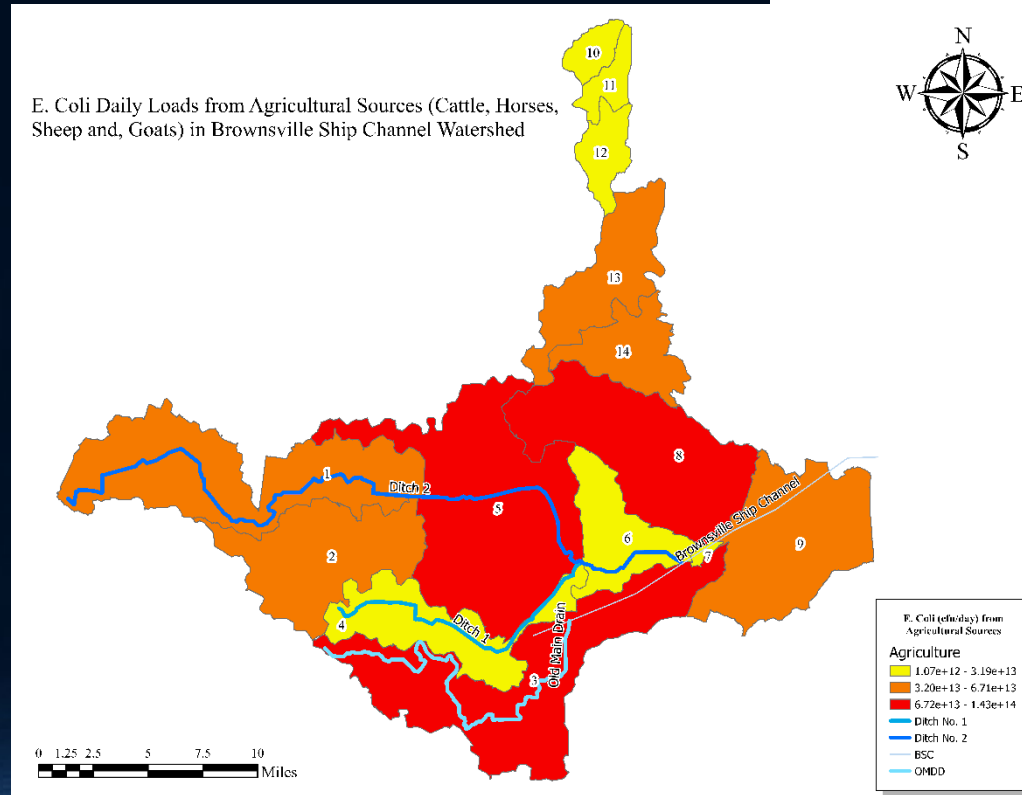 N
W
E
S
E. Coli Daily Loads from Agricultural Sources (Cattle, Horses,
Sheep and, Goats) in Brownsville Ship Channel Watershed
10
11
12
13
14
8
1
Ditch 2
5
Brownsville Ship Channel
6
7
9
2
4
Ditch 1
Old Main Drain
3
E. Coli (cfu/day) from
Agricultural Sources
Agriculture
1.07e+12 - 3.19e+13
3.20e+13 - 6.71e+13
6.72e+13 - 1.43e+14
Ditch No. 1
Ditch No. 2
BSC
OMDD
0 1.25 2.5 5 7.5 10
Miles